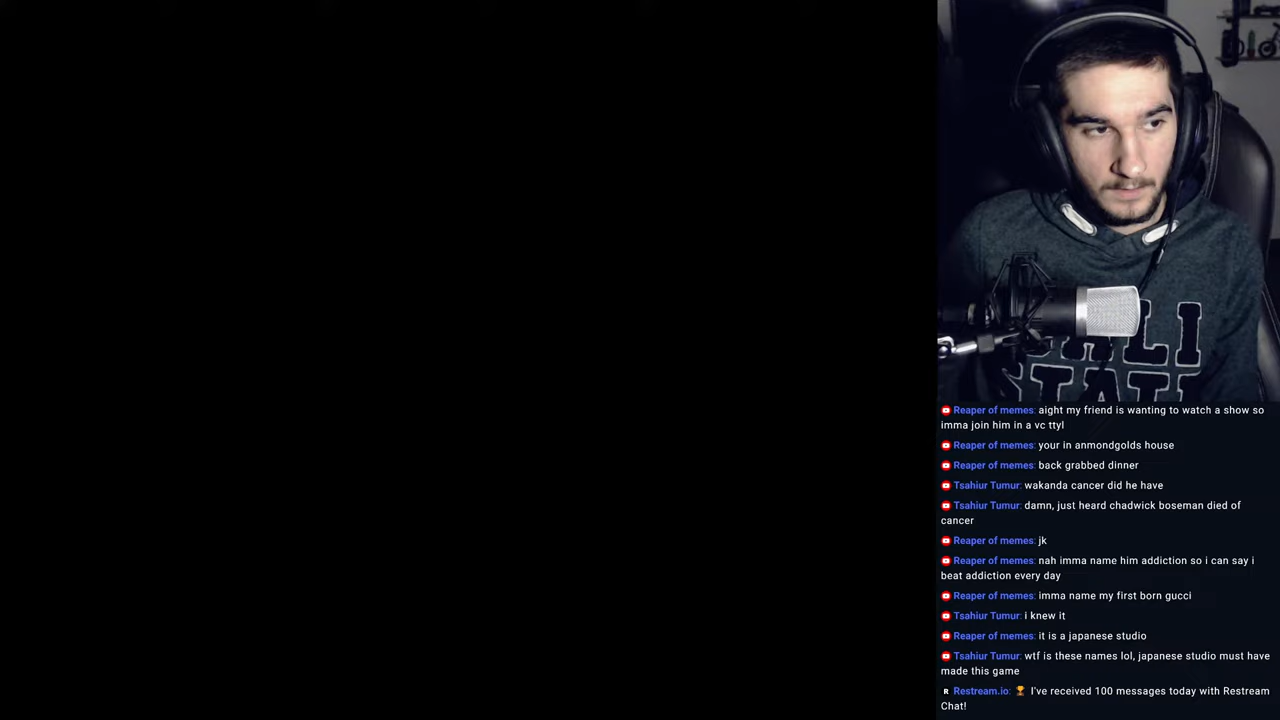 ALI
STATE
Reaper of memes: aight my friend is wanting to watch a show so
imma join him in a vc ttyl
Reaper of memes: your in anmondgolds house
Reaper of memes: back grabbed dinner
Tsahiur Tumur: wakanda cancer did he have
Tsahiur Tumur: damn, just heard chadwick boseman died of
cancer
Reaper of memes: jk
Reaper of memes: nah imma name him addiction so i can say i
beat addiction every day
Reaper of memes: imma name my first born gucci
Tsahiur Tumur: i knew it
Reaper of memes: it is a japanese studio
Tsahiur Tumur: wtf is these names lol, japanese studio must have
made this game
R Restream.io: 🏆 I've received 100 messages today with Restream
Chat!